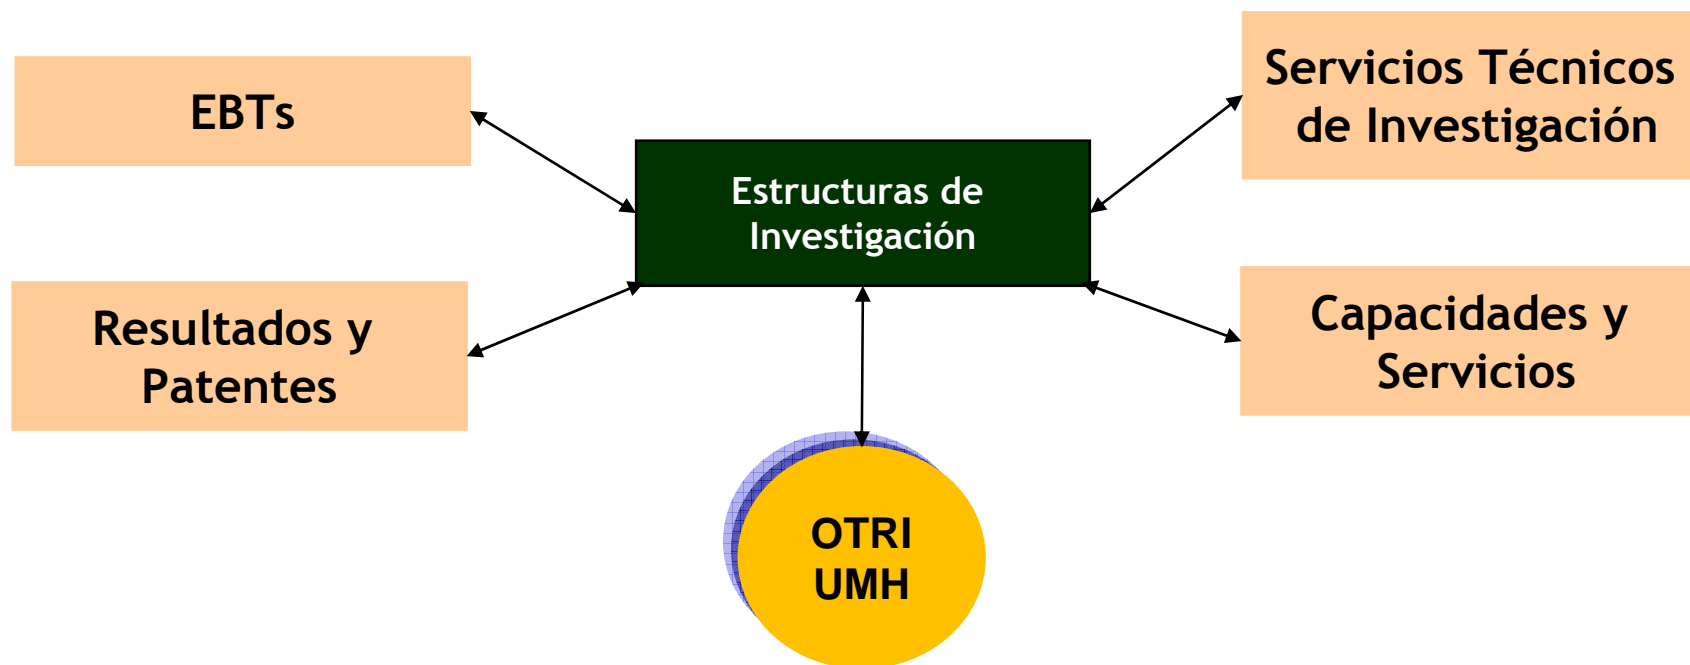 EBTs
Servicios Técnicos
de Investigación
Estructuras de
Investigación
Resultados y
Patentes
Capacidades y
Servicios
OTRI
UMH